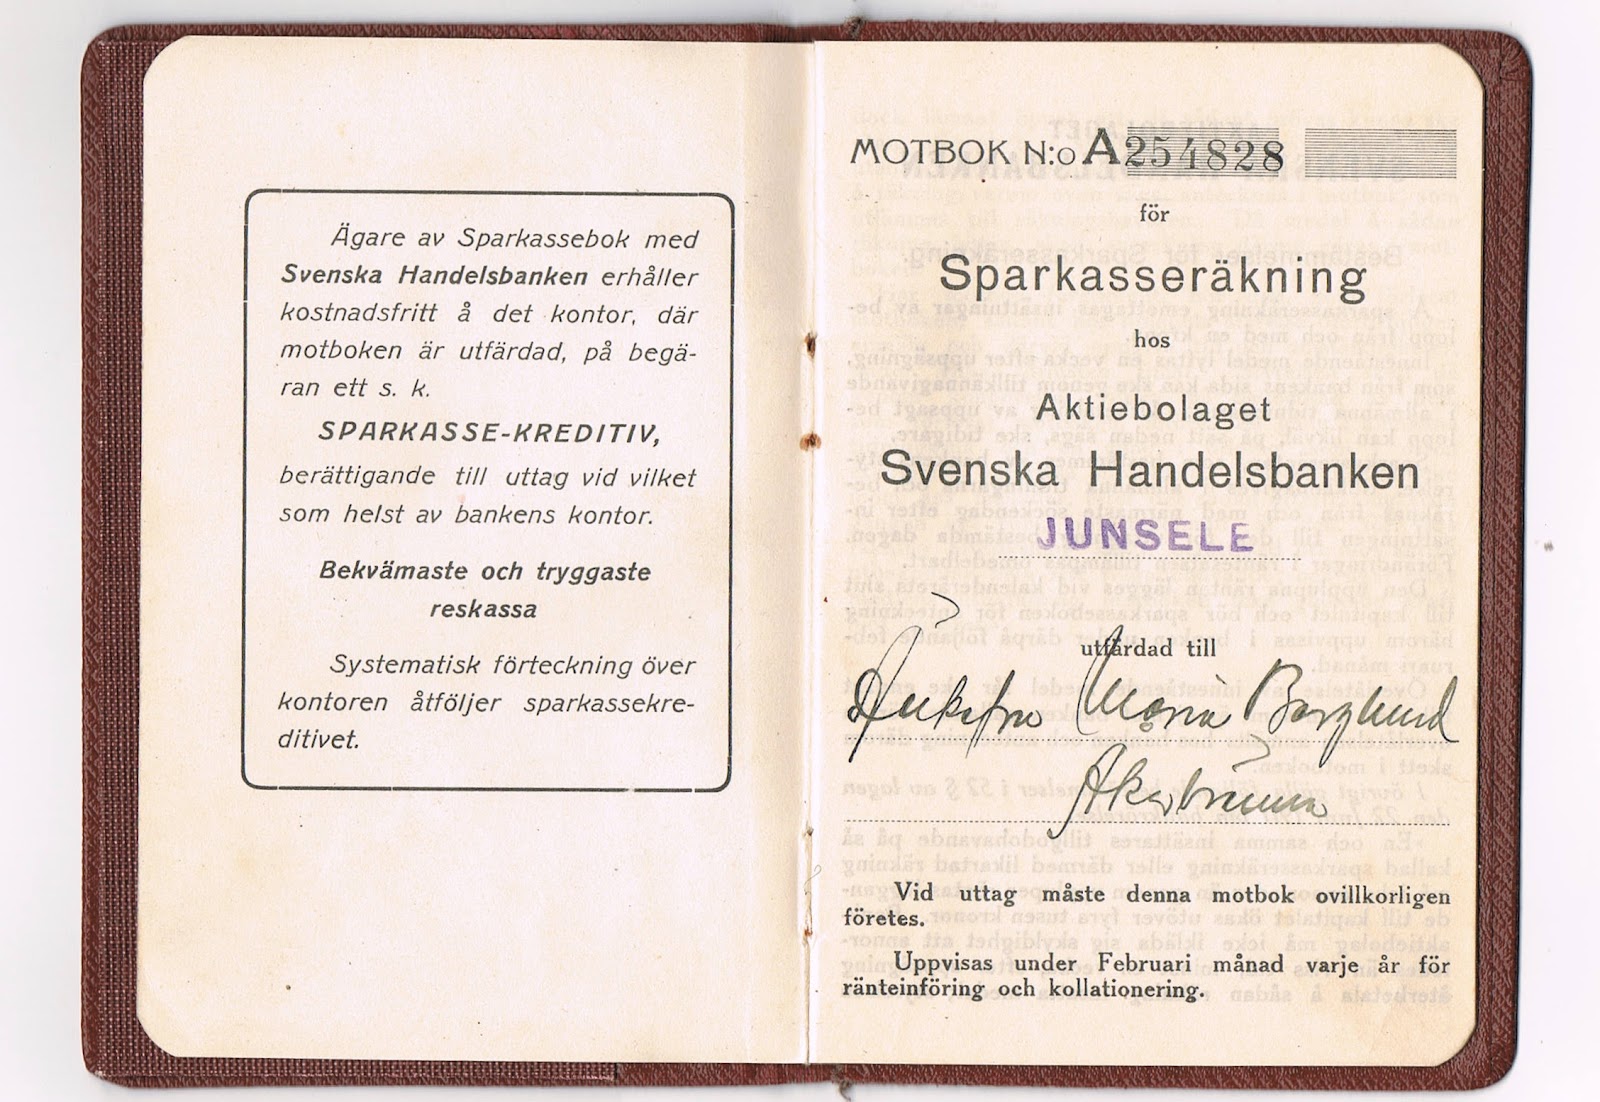 Ägare av Sparkassebok med
Svenska Handelsbanken erhåller
kostnadsfritt å det kontor, där
motboken är utfärdad, på begä-
ran ett s. k.
SPARKASSE-KREDITIV,
berättigande till uttag vid vilket
som helst av bankens kontor.
Bekvämaste och tryggaste
reskassa
Systematisk förteckning över
kontoren åtföljer sparkassekre-
ditivet.
MOTBOK N:o A254828
för
Sparkasseräkning
hos
Aktiebolaget
Svenska Handelsbanken
JUNSELE
utfärdad till
Maria Berglund
Vid uttag måste denna motbok ovillkorligen
företes.
Uppvisas under Februari månad varje år för
ränteinföring och kollationering.